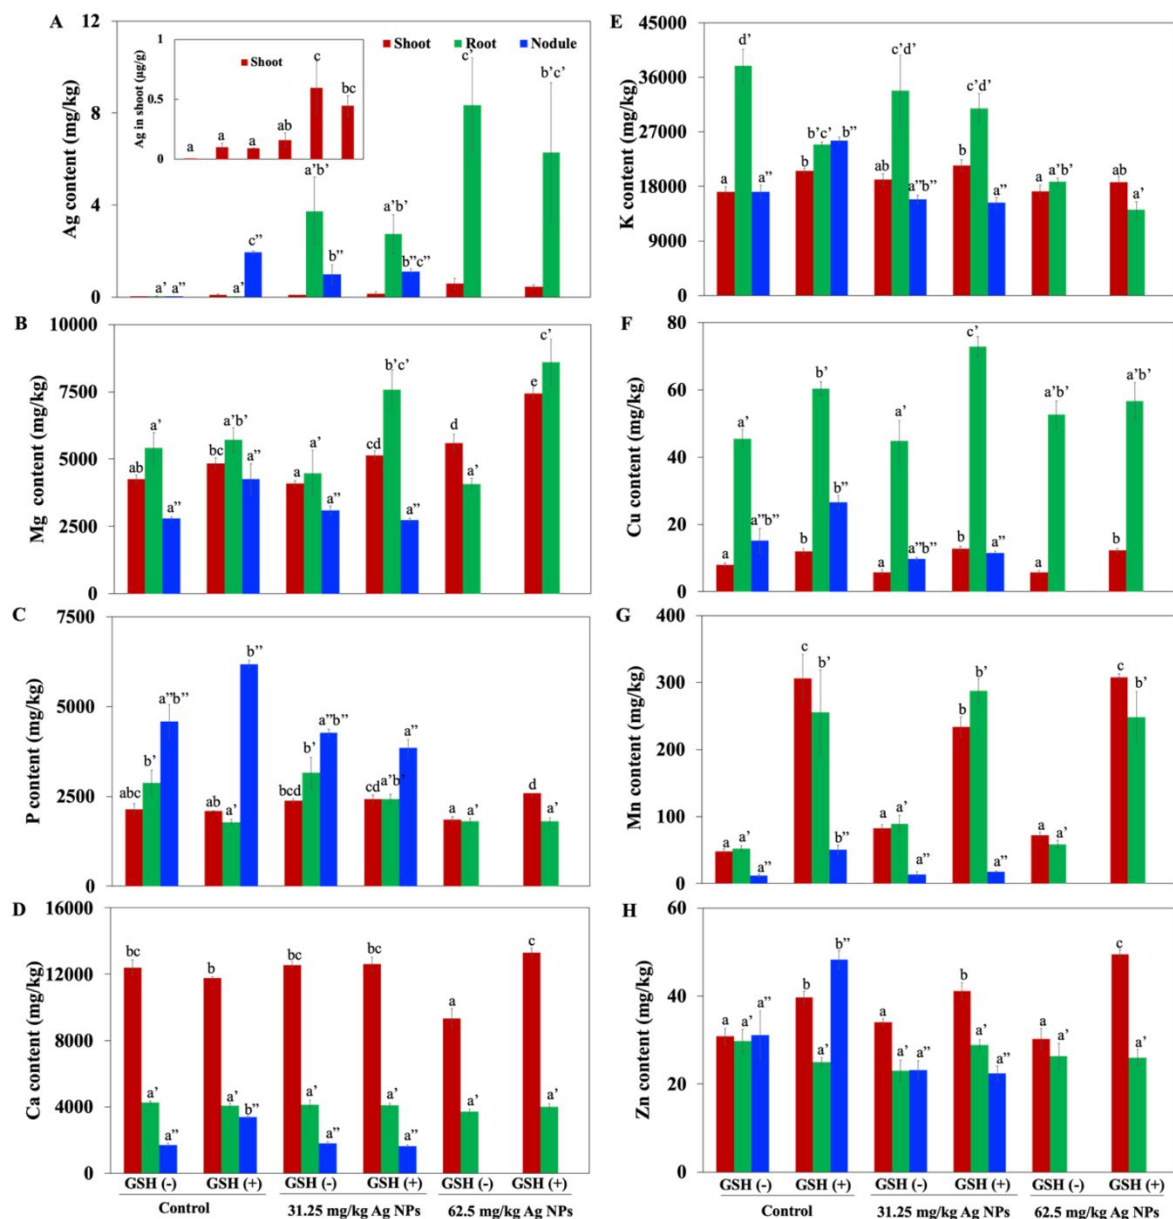 A
12
8
4
0
Ag content (mg/kg)
1
0.5
0
Ag in shoot (µg/g)
Shoot
a
a
a
ab
c
bc
Shoot
Root
Nodule
a’
a”
a’
c”
a’b’
b”
a’b’
b”c”
c’
b’c’
B
10000
7500
5000
2500
0
Mg content (mg/kg)
ab
a’
a”
bc
a’b’
a”
a
a’
a”
cd
b’c’
a”
d
a’
e
c’
C
7500
5000
2500
0
P content (mg/kg)
abc
b’
a”b”
ab
a’
b”
bcd
b’
a”b”
cd
a’b’
a”
a
a’
d
a’
D
16000
12000
8000
4000
0
Ca content (mg/kg)
bc
a’
a”
b
a’
b”
bc
a’
a”
bc
a’
a”
a
a’
c
a’
GSH (-)
GSH (+)
GSH (-)
GSH (+)
GSH (-)
GSH (+)
Control
31.25 mg/kg Ag NPs
62.5 mg/kg Ag NPs
E
45000
36000
27000
18000
9000
0
K content (mg/kg)
a
d’
a”
b
b’c’
b”
a
c’d’
a”b”
b
c’d’
a”
a
a’b’
ab
a’
F
80
60
40
20
0
Cu content (mg/kg)
a
a’
a”b”
b
b’
b”
a
a’
a”b”
b
c’
a”
a
a’b’
b
a’b’
G
400
300
200
100
0
Mn content (mg/kg)
a
a’
a”
c
b’
b”
a
a’
a”
b
b’
a”
a
a’
c
b’
H
60
40
20
0
Zn content (mg/kg)
a
a’
a”
b
a’
b”
a
a’
a”
b
a’
a”
a
a’
c
a’
GSH (-)
GSH (+)
GSH (-)
GSH (+)
GSH (-)
GSH (+)
Control
31.25 mg/kg Ag NPs
62.5 mg/kg Ag NPs